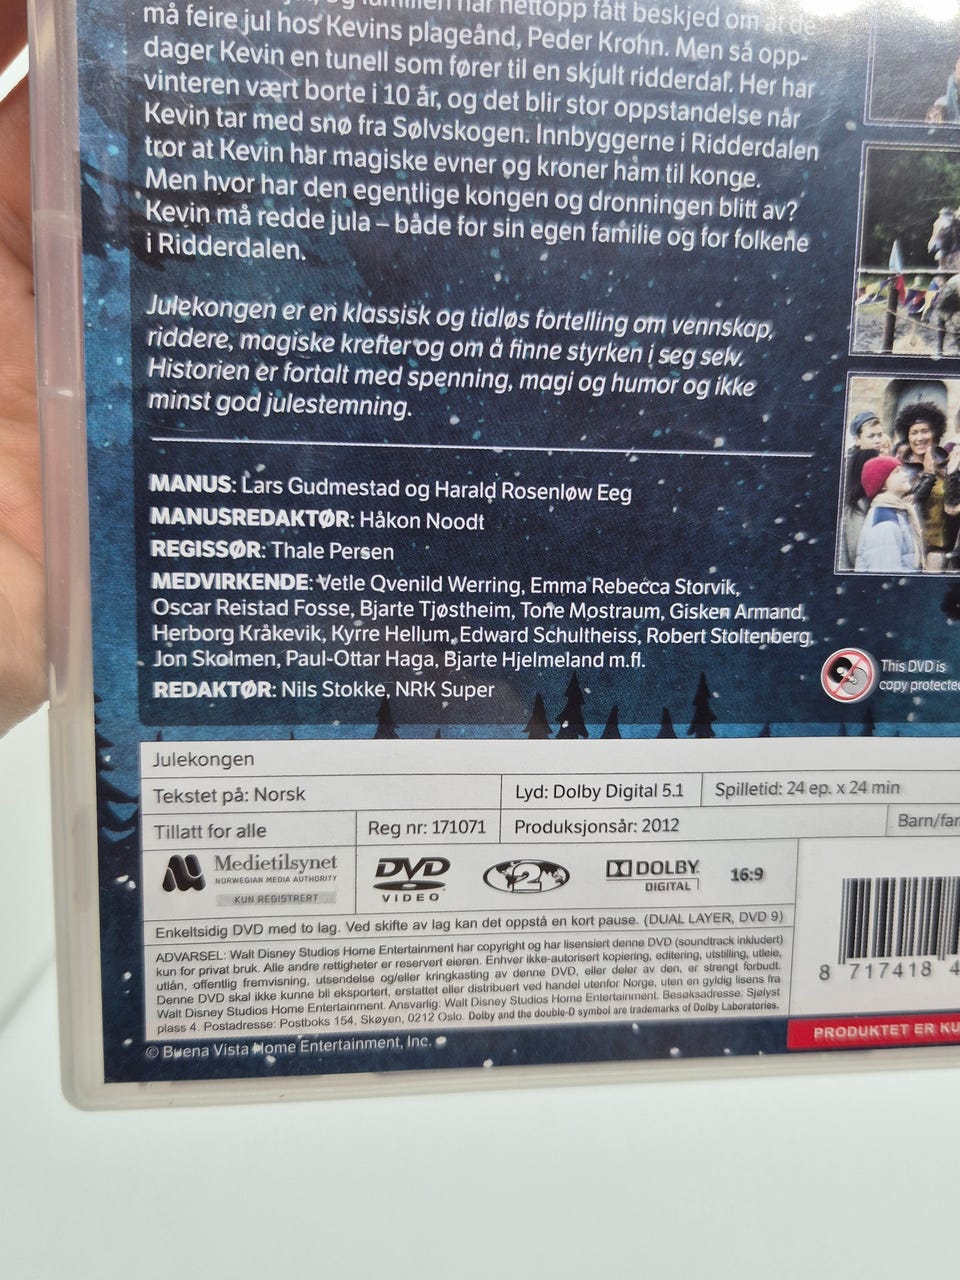 familien har nettopp fått beskjed om at de
må feire jul hos Kevins plageånd, Peder Krohn. Men så opp-
dager Kevin en tunell som fører til en skjult ridderdal. Her har
vinteren vært borte i 10 år, og det blir stor oppstandelse når
Kevin tar med snø fra Sølvskogen. Innbyggerne i Ridderdalen
tror at Kevin har magiske evner og kroner ham til konge.
Men hvor har den egentlige kongen og dronningen blitt av?
Kevin må redde jula – både for sin egen familie og for folkene
i Ridderdalen.
Julekongen er en klassisk og tidløs fortelling om vennskap,
riddere, magiske krefter og om å finne styrken i seg selv.
Historien er fortalt med spenning, magi og humor og ikke
minst god julestemning.
MANUS: Lars Gudmestad og Harald Rosenløw Eeg
MANUSREDAKTØR: Håkon Noodt
REGISSØR: Thale Persen
MEDVIRKENDE: Vetle Qvenild Werring, Emma Rebecca Storvik,
Oscar Reistad Fosse, Bjarte Tjøstheim, Tone Mostraum, Gisken Armand,
Herborg Kråkevik, Kyrre Hellum, Edward Schultheiss, Robert Stoltenberg,
Jon Skolmen, Paul-Ottar Haga, Bjarte Hjelmeland m.fl.
REDAKTØR: Nils Stokke, NRK Super
This DVD is
copy protected
Julekongen
Tekstet på: Norsk
Lyd: Dolby Digital 5.1
Spilletid: 24 ep. x 24 min
Tillatt for alle
Reg nr: 171071
Produksjonsår: 2012
Barn/fam
Medietilsynet
NORWEGIAN MEDIA AUTHORITY
KUN REGISTRERT
DVD
VIDEO
2
DOLBY
DIGITAL
16:9
Enkeltsidig DVD med to lag. Ved skifte av lag kan det oppstå en kort pause. (DUAL LAYER, DVD 9)
ADVARSEL: Walt Disney Studios Home Entertainment har copyright og har lisensiert denne DVD (soundtrack inkludert)
kun for privat bruk. Alle andre rettigheter er reservert eieren. Enhver ikke-autorisert kopiering, editering, utstilling, utleie,
utlån, offentlig fremvisning, utsendelse og/eller kringkasting av denne DVD, eller deler av den, er strengt forbudt.
Denne DVD skal ikke kunne bli eksportert, erstattet eller distribuert ved handel utenfor Norge, uten en gyldig lisens fra
Walt Disney Studios Home Entertainment. Ansvarlig: Walt Disney Studios Home Entertainment. Besøksadresse: Sjølyst
plass 4. Postadresse: Postboks 154, Skøyen, 0212 Oslo. Dolby and the double-D symbol are trademarks of Dolby Laboratories.
8 717418 4
PRODUKTET ER KU
© Buena Vista Home Entertainment, Inc.